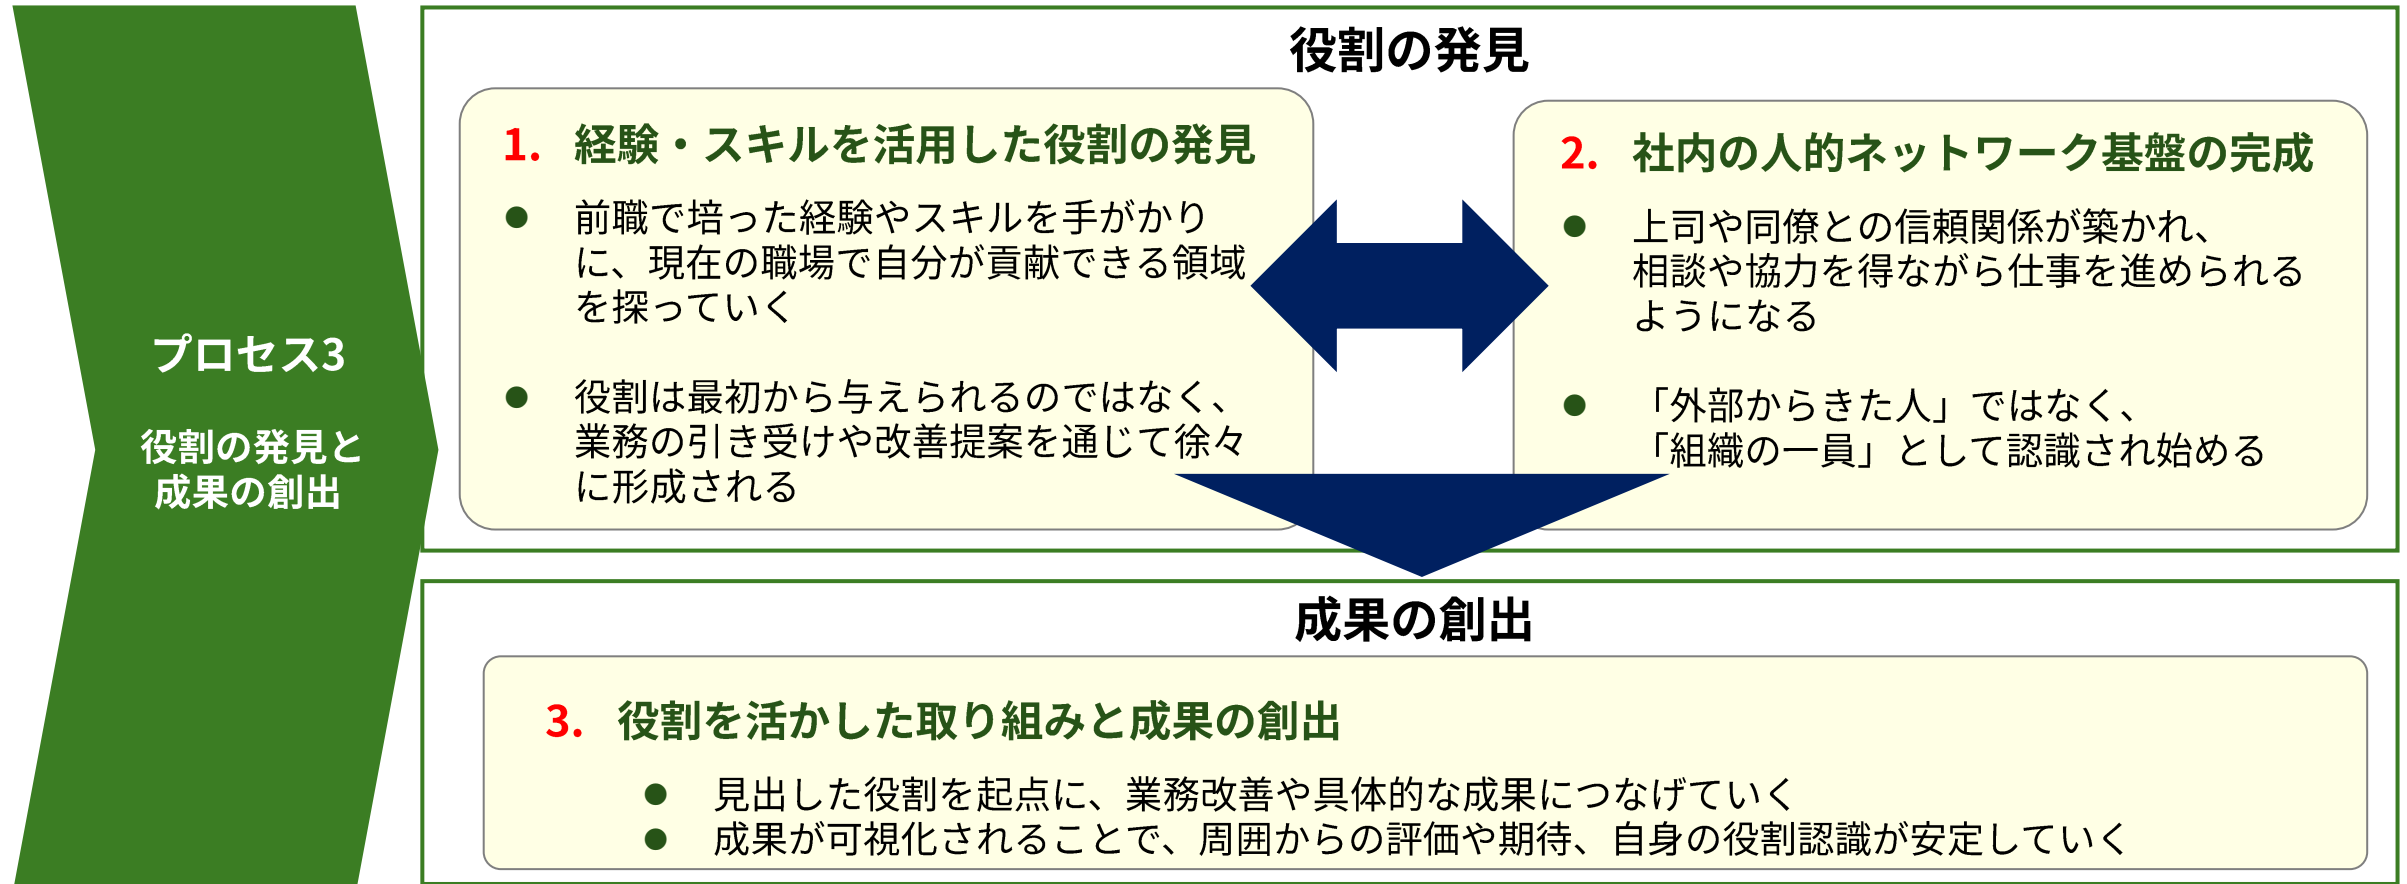 プロセス3
役割の発見と
成果の創出
役割の発見
1. 経験・スキルを活用した役割の発見
● 前職で培った経験やスキルを手がかり
に、現在の職場で自分が貢献できる領域
を探っていく
● 役割は最初から与えられるのではなく、
業務の引き受けや改善提案を通じて徐々
に形成される
2. 社内の人的ネットワーク基盤の完成
● 上司や同僚との信頼関係が築かれ、
相談や協力を得ながら仕事を進められる
ようになる
● 「外部からきた人」ではなく、
「組織の一員」として認識され始める
成果の創出
3. 役割を活かした取り組みと成果の創出
● 見出した役割を起点に、業務改善や具体的な成果につなげていく
● 成果が可視化されることで、周囲からの評価や期待、自身の役割認識が安定していく